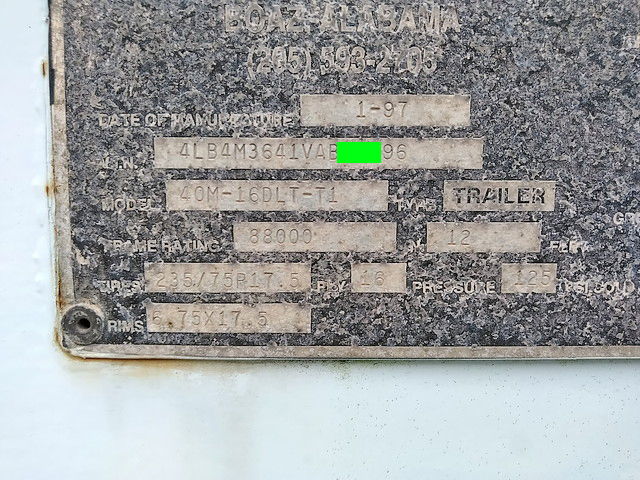 BOAZ-ALABAMA
(205) 593-2705
DATE OF MANUFACTURE 1-97
V.I.N. 4LB4M3641VAB 96
MODEL 40M-16DLT-T1 TYPE TRAILER
FRAME RATING 88000 12 FEET
TIRES 235/75R17.5 PLY 16 PRESSURE 125 (PSI, COLD
RIMS 6.75X17.5